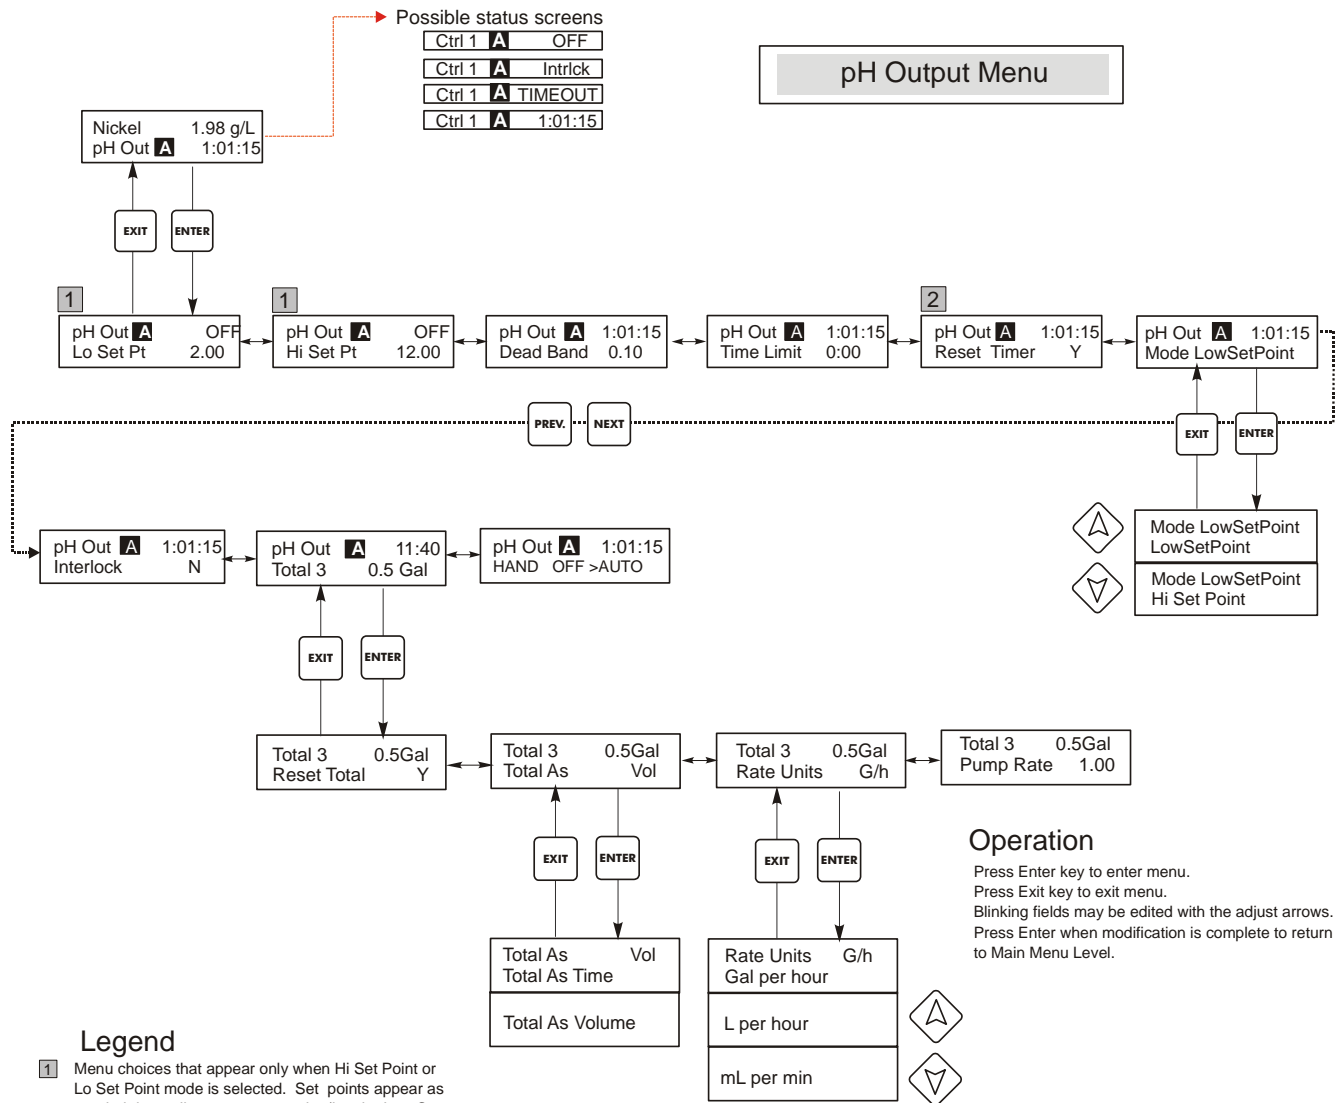 Possible status screens
Ctrl 1 A OFF
Ctrl 1 A Intrlck
Ctrl 1 A TIMEOUT
Ctrl 1 A 1:01:15
pH Output Menu
Nickel 1.98 g/L
pH Out A 1:01:15
EXIT
ENTER
1
pH Out A OFF
Lo Set Pt 2.00
1
pH Out A OFF
Hi Set Pt 12.00
pH Out A 1:01:15
Dead Band 0.10
pH Out A 1:01:15
Time Limit 0:00
2
pH Out A 1:01:15
Reset Timer Y
pH Out A 1:01:15
Mode LowSetPoint
PREV.
NEXT
EXIT
ENTER
Mode LowSetPoint
LowSetPoint
Mode LowSetPoint
Hi Set Point
pH Out A 1:01:15
Interlock N
pH Out A 11:40
Total 3 0.5 Gal
pH Out A 1:01:15
HAND OFF >AUTO
EXIT
ENTER
Total 3 0.5Gal
Reset Total Y
Total 3 0.5Gal
Total As Vol
Total 3 0.5Gal
Rate Units G/h
Total 3 0.5Gal
Pump Rate 1.00
EXIT
ENTER
EXIT
ENTER
Total As Vol
Total As Time
Total As Volume
Rate Units G/h
Gal per hour
L per hour
mL per min
Operation
Press Enter key to enter menu.
Press Exit key to exit menu.
Blinking fields may be edited with the adjust arrows.
Press Enter when modification is complete to return
to Main Menu Level.
Legend
1 Menu choices that appear only when Hi Set Point or
Lo Set Point mode is selected. Set points appear as